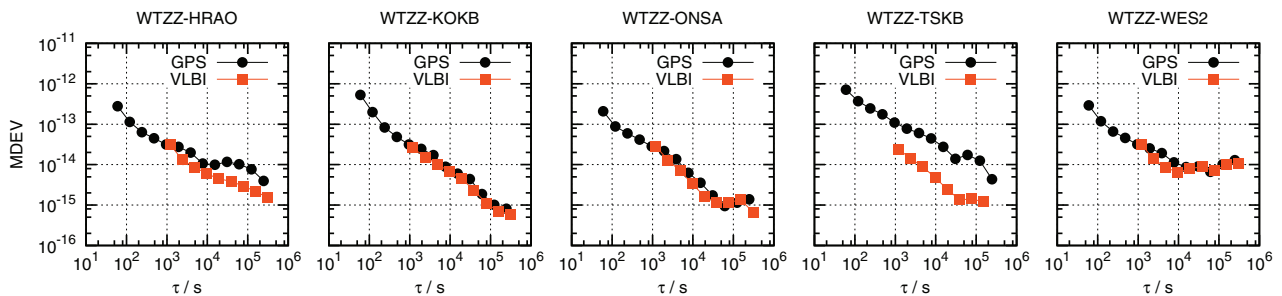 WTZZ-HRAO WTZZ-KOKB WTZZ-ONSA WTZZ-TSKB WTZZ-WES2
MDEV
10^-11
10^-12
10^-13
10^-14
10^-15
10^-16
GPS GPS GPS GPS GPS
VLBI VLBI VLBI VLBI VLBI
10^1 10^2 10^3 10^4 10^5 10^6 10^1 10^2 10^3 10^4 10^5 10^6 10^1 10^2 10^3 10^4 10^5 10^6 10^1 10^2 10^3 10^4 10^5 10^6 10^1 10^2 10^3 10^4 10^5 10^6
τ / s τ / s τ / s τ / s τ / s